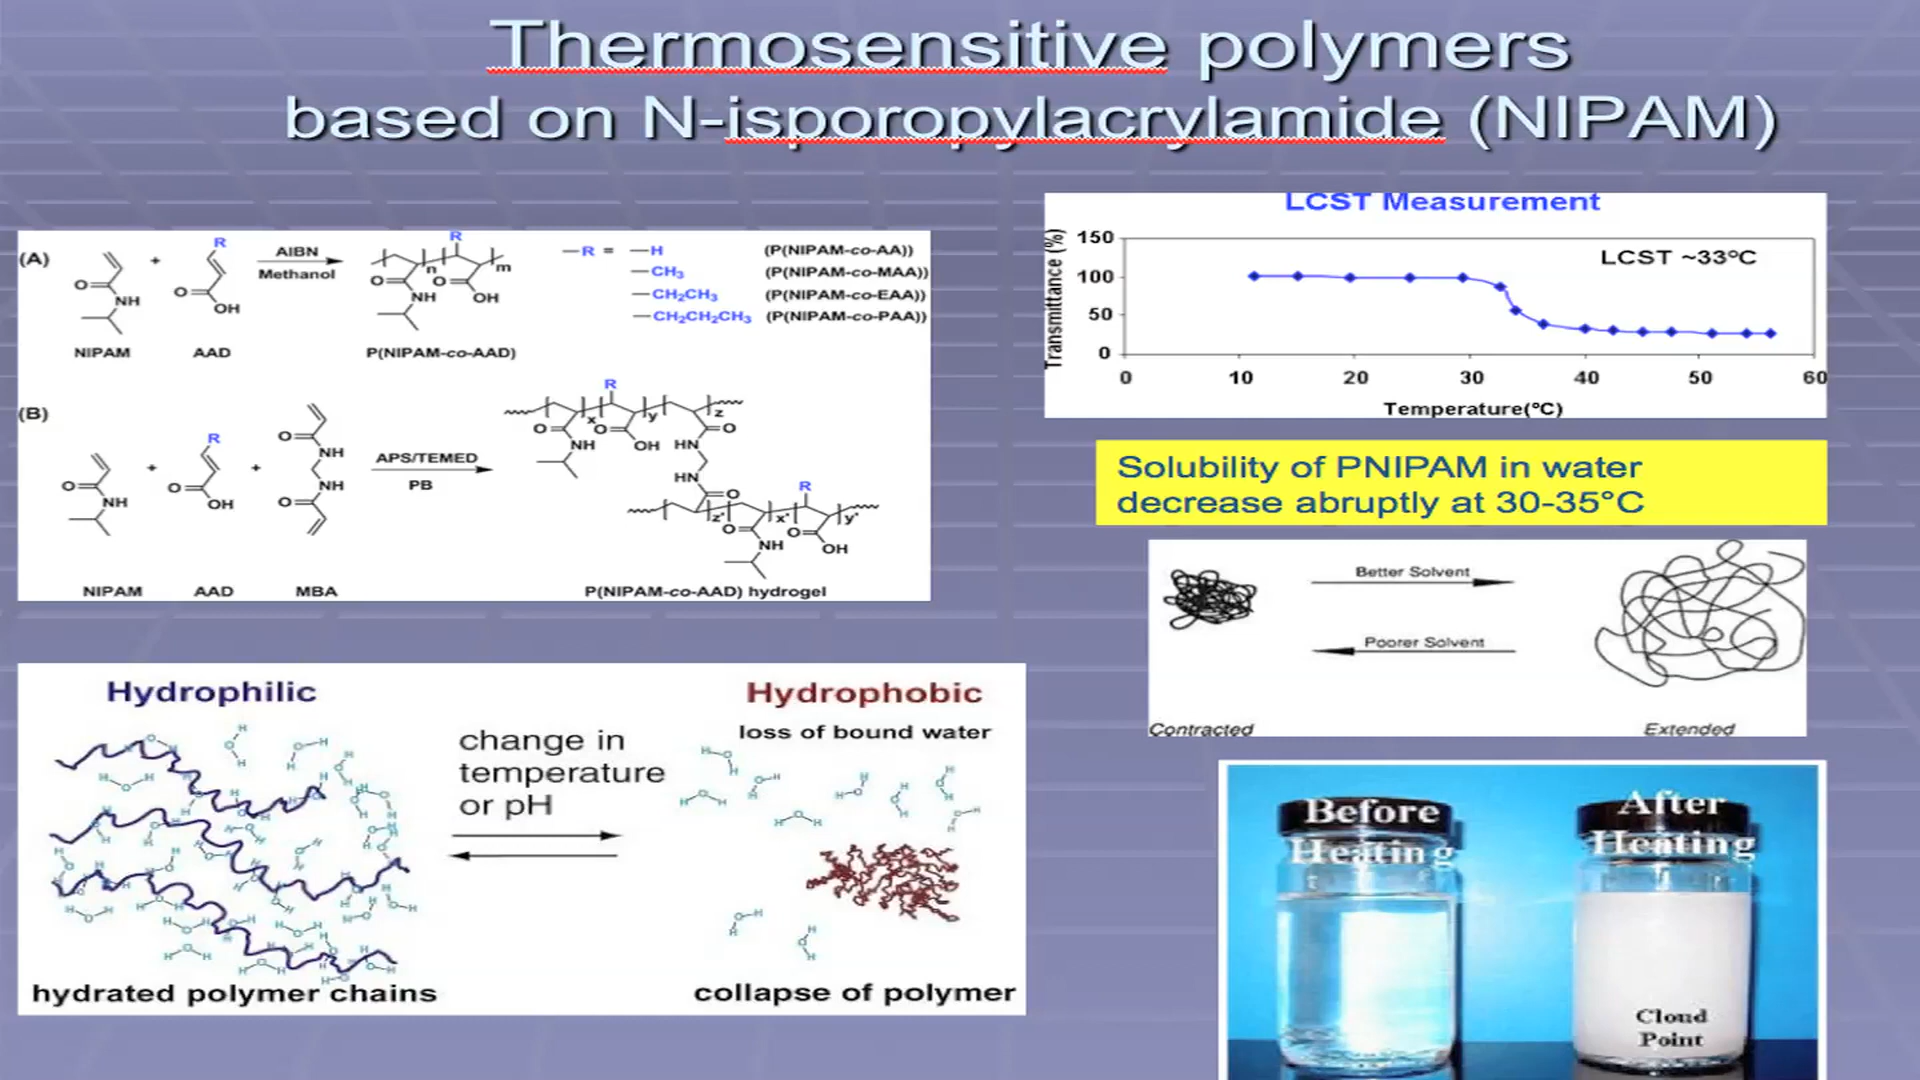 Thermosensitive polymers
based on N-isporopylacrylamide (NIPAM)
(A)
R
+
AIBN
Methanol
O
NH
O
OH
R
n
m
O
NH
O
OH
NIPAM
AAD
P(NIPAM-co-AAD)
—R = —H (P(NIPAM-co-AA))
—CH3 (P(NIPAM-co-MAA))
—CH2CH3 (P(NIPAM-co-EAA))
—CH2CH2CH3 (P(NIPAM-co-PAA))
(B)
O
NH
+
R
O
OH
+
O
NH
NH
O
APS/TEMED
PB
R
x
y
z
O
NH
O
OH
HN
O
HN
O
R
z'
x'
y'
O
NH
O
OH
NIPAM
AAD
MBA
P(NIPAM-co-AAD) hydrogel
LCST Measurement
Transmittance (%)
150
100
50
0
LCST ~33°C
0 10 20 30 40 50 60
Temperature(°C)
Solubility of PNIPAM in water
decrease abruptly at 30-35°C
Better Solvent
Poorer Solvent
Contracted
Extended
Hydrophilic
change in
temperature
or pH
Hydrophobic
loss of bound water
hydrated polymer chains
collapse of polymer
Before
Heating
After
Heating
Cloud
Point